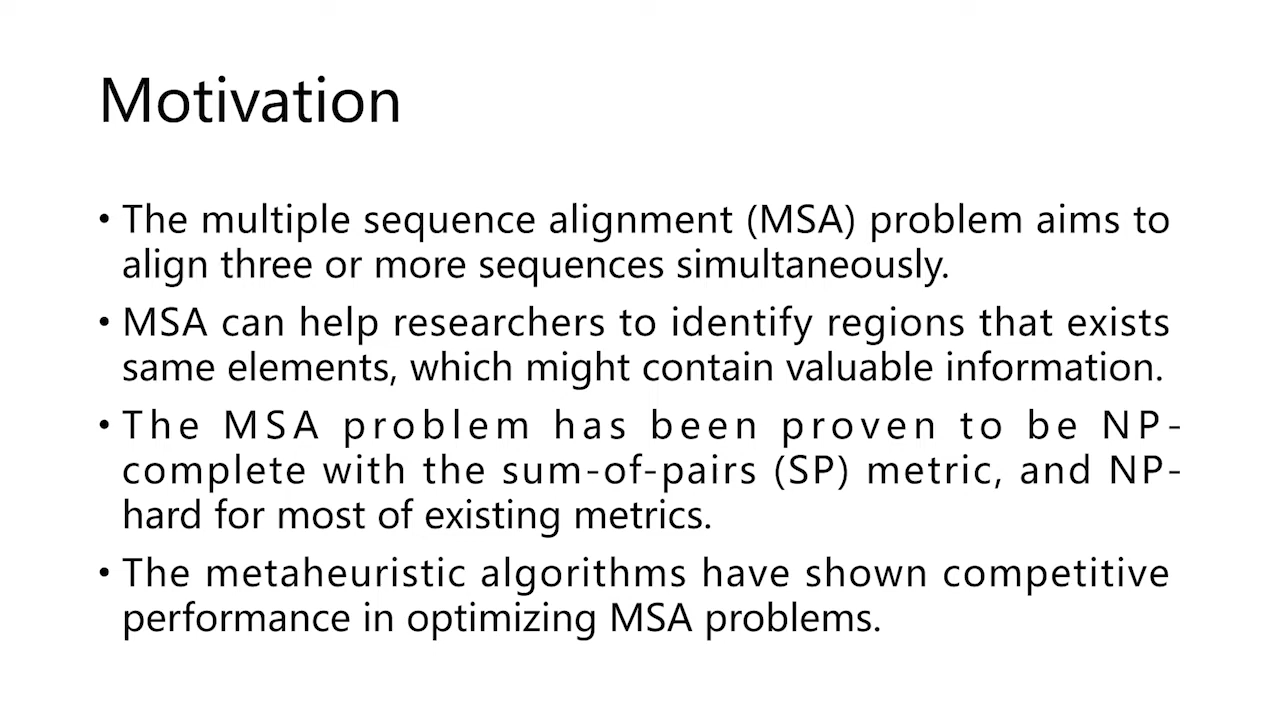 Motivation
• The multiple sequence alignment (MSA) problem aims to
align three or more sequences simultaneously.
• MSA can help researchers to identify regions that exists
same elements, which might contain valuable information.
• The MSA problem has been proven to be NP-
complete with the sum-of-pairs (SP) metric, and NP-
hard for most of existing metrics.
• The metaheuristic algorithms have shown competitive
performance in optimizing MSA problems.